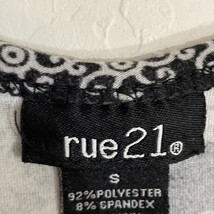 rue21®
S
92% POLYESTER
8% SPANDEX